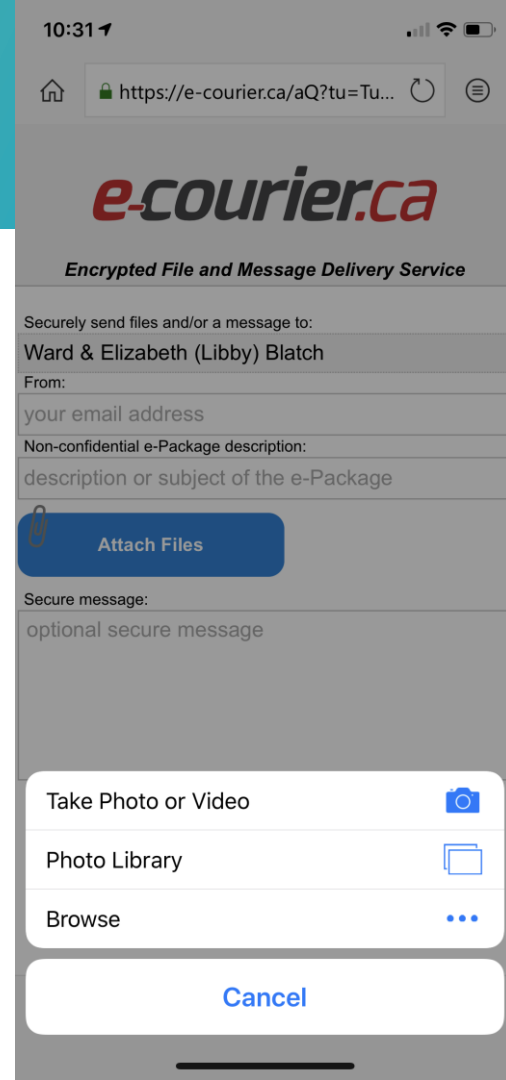 10:31
https://e-courier.ca/aQ?tu=Tu...
e-courier.ca
Encrypted File and Message Delivery Service
Securely send files and/or a message to:
Ward & Elizabeth (Libby) Blatch
From:
your email address
Non-confidential e-Package description:
description or subject of the e-Package
Attach Files
Secure message:
optional secure message
Take Photo or Video
Photo Library
Browse
Cancel